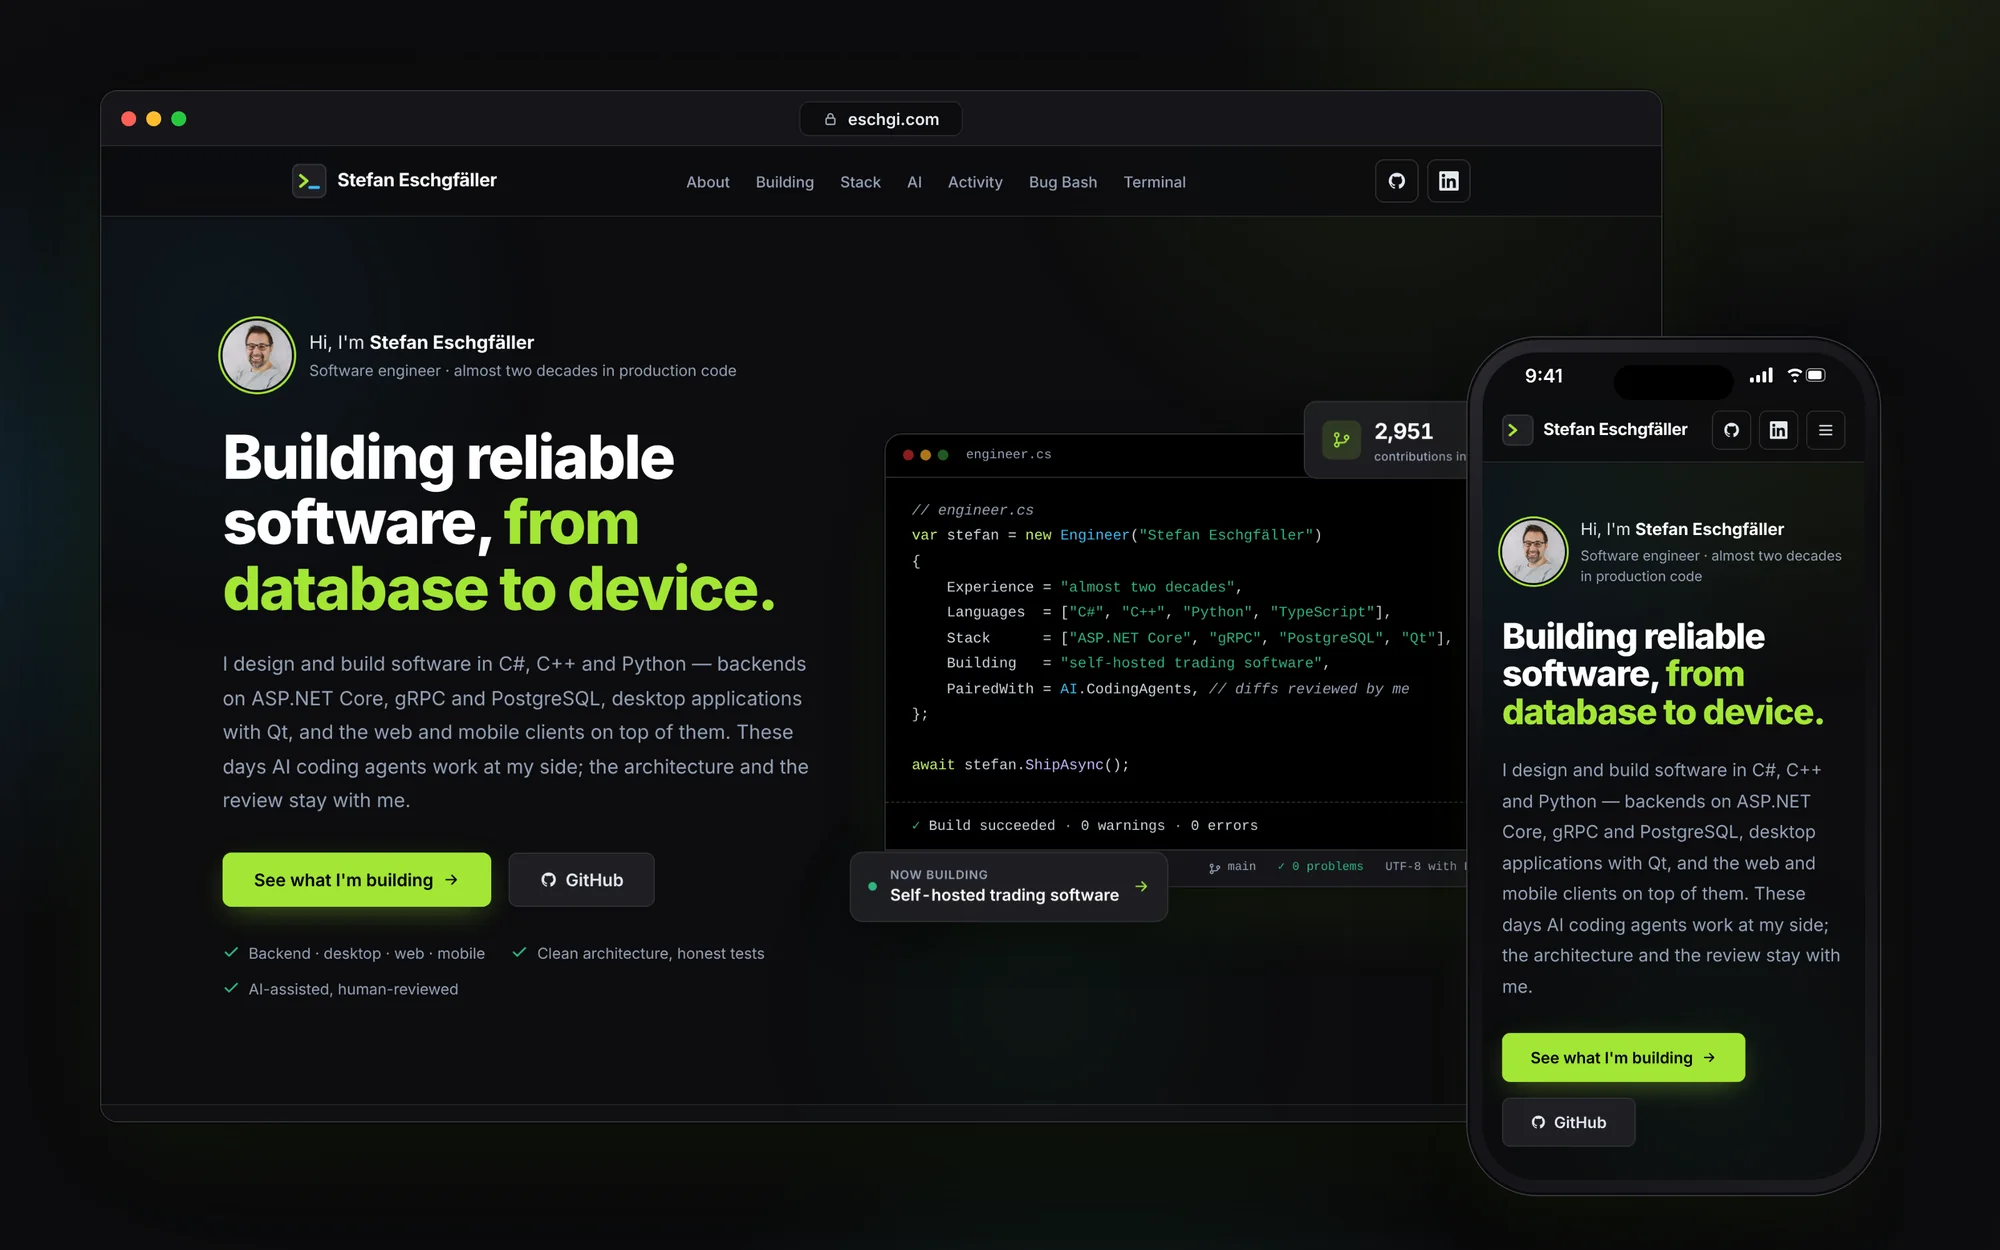 eschgi.com
Stefan Eschgfäller
About Building Stack AI Activity Bug Bash Terminal
Hi, I'm Stefan Eschgfäller
Software engineer · almost two decades in production code
Building reliable
software, from
database to device.
I design and build software in C#, C++ and Python — backends
on ASP.NET Core, gRPC and PostgreSQL, desktop applications
with Qt, and the web and mobile clients on top of them. These
days AI coding agents work at my side; the architecture and the
review stay with me.
See what I'm building →
GitHub
✓ Backend · desktop · web · mobile
✓ Clean architecture, honest tests
✓ AI-assisted, human-reviewed
2,951
contributions in
engineer.cs
// engineer.cs
var stefan = new Engineer("Stefan Eschgfäller")
{
    Experience = "almost two decades",
    Languages  = ["C#", "C++", "Python", "TypeScript"],
    Stack      = ["ASP.NET Core", "gRPC", "PostgreSQL", "Qt"],
    Building   = "self-hosted trading software",
    PairedWith = AI.CodingAgents, // diffs reviewed by me
};
await stefan.ShipAsync();
✓ Build succeeded · 0 warnings · 0 errors
main ✓ 0 problems UTF-8 with
NOW BUILDING
Self-hosted trading software →
9:41
Stefan Eschgfäller
Hi, I'm Stefan Eschgfäller
Software engineer · almost two decades
in production code
Building reliable
software, from
database to device.
I design and build software in C#, C++
and Python — backends on ASP.NET
Core, gRPC and PostgreSQL, desktop
applications with Qt, and the web and
mobile clients on top of them. These
days AI coding agents work at my side;
the architecture and the review stay with
me.
See what I'm building →
GitHub